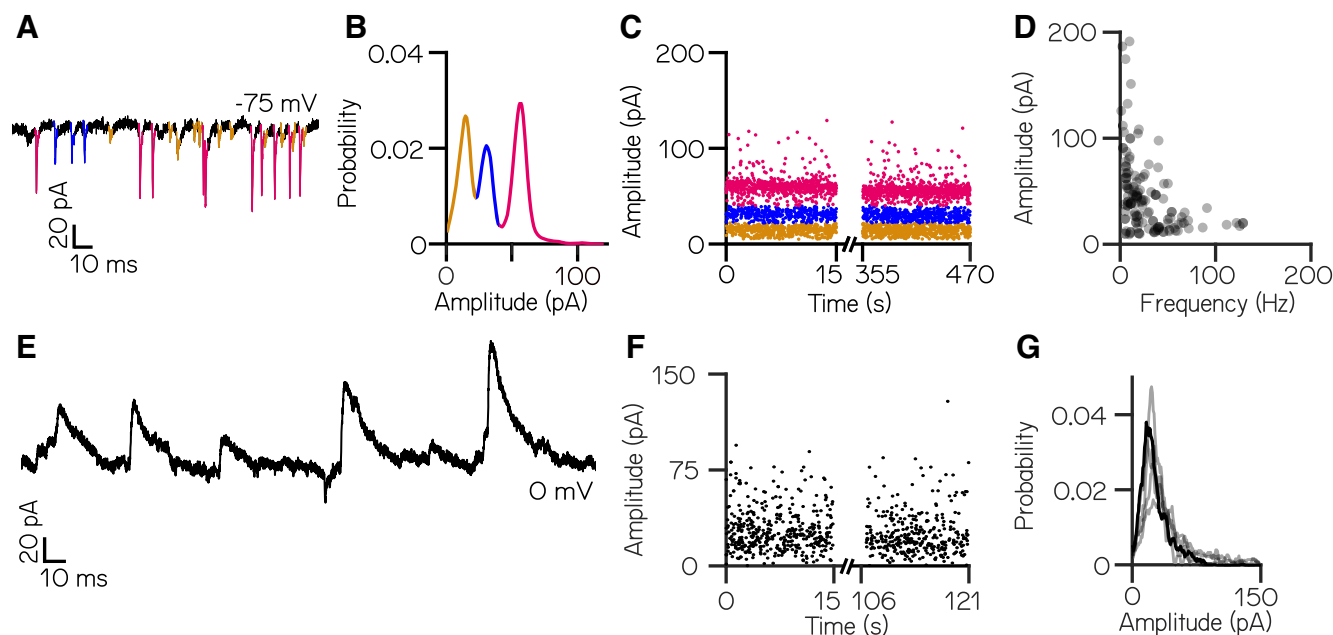 A
-75 mV
20 pA
10 ms
B
0.04
0.02
0
Probability
0
100
Amplitude (pA)
C
200
100
0
Amplitude (pA)
0
15
355
470
Time (s)
D
200
100
0
Amplitude (pA)
0
100
200
Frequency (Hz)
E
0 mV
20 pA
10 ms
F
150
75
0
Amplitude (pA)
0
15
106
121
Time (s)
G
0.04
0.02
0
Probability
0
150
Amplitude (pA)